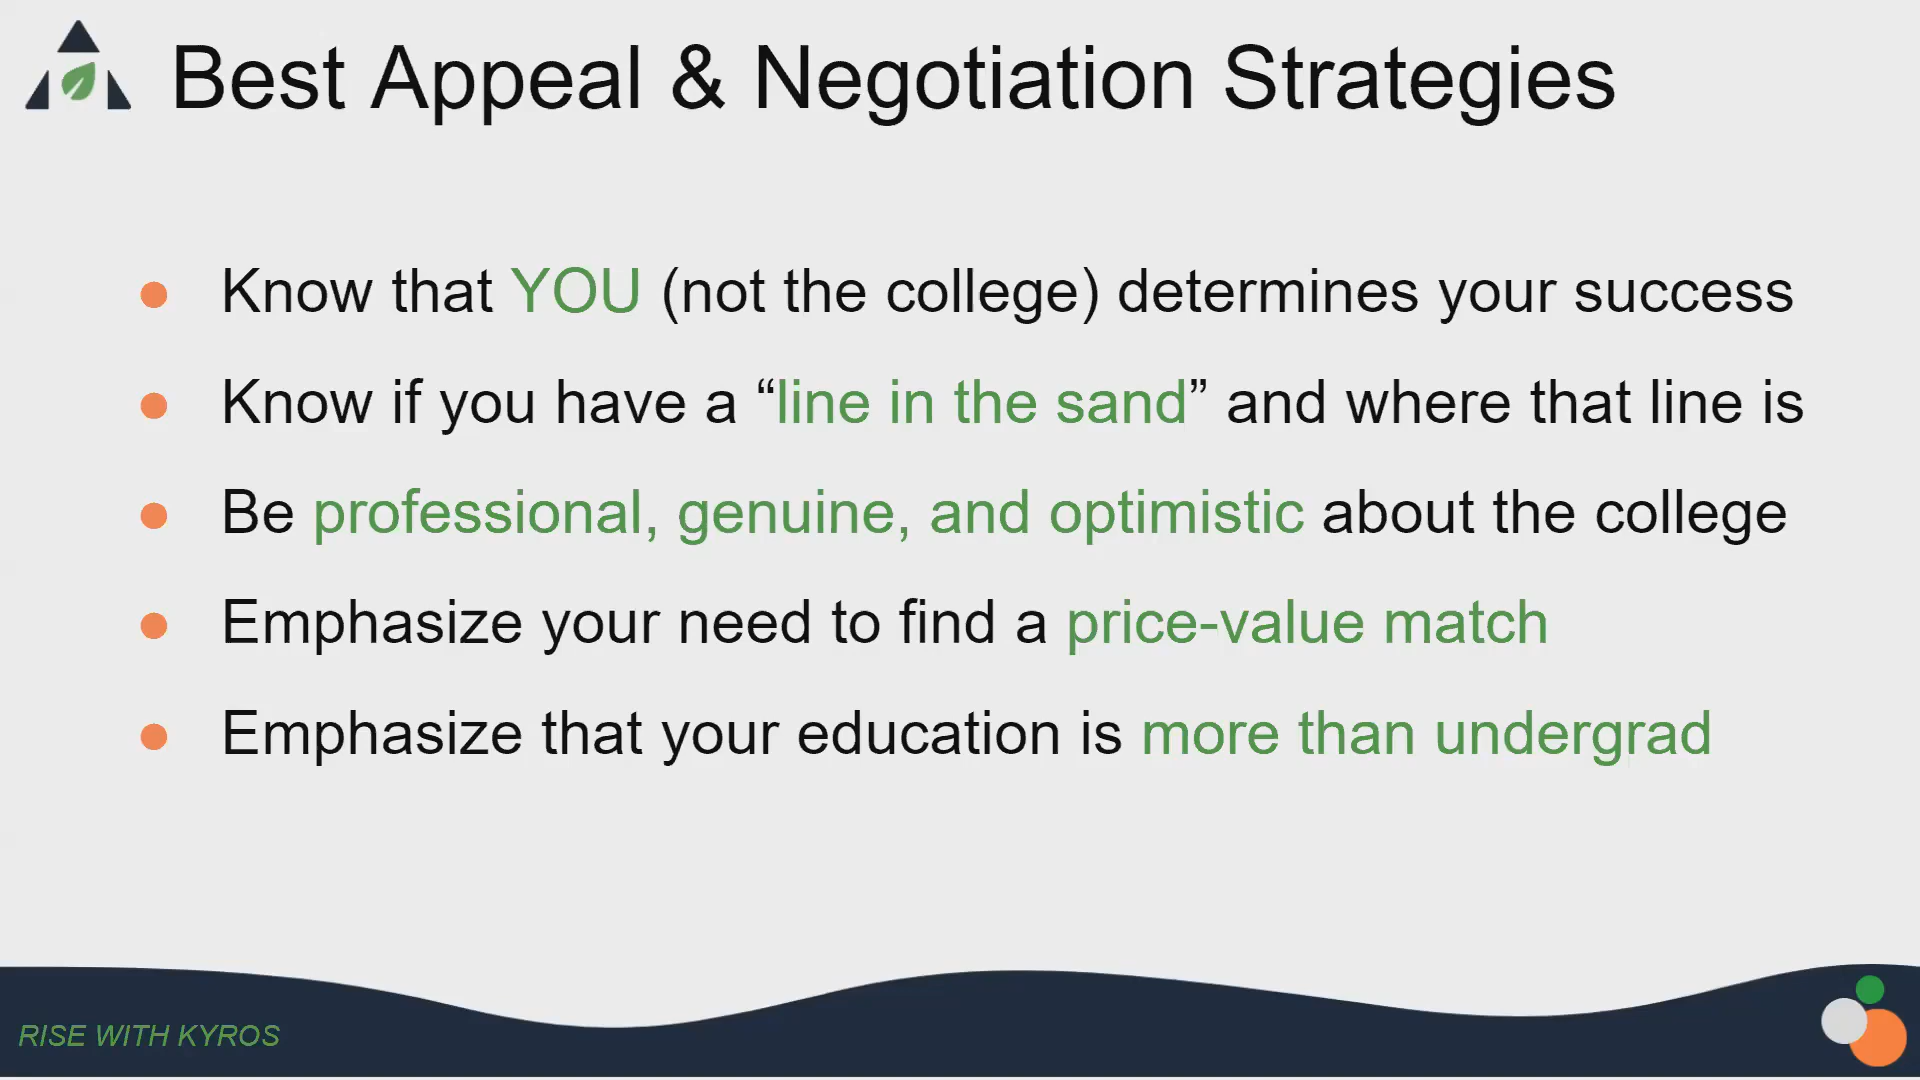 Best Appeal & Negotiation Strategies
● Know that YOU (not the college) determines your success
● Know if you have a “line in the sand” and where that line is
● Be professional, genuine, and optimistic about the college
● Emphasize your need to find a price-value match
● Emphasize that your education is more than undergrad
RISE WITH KYROS